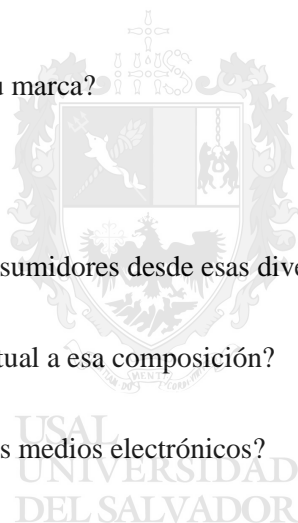 u marca?
sumidores desde esas dive
tual a esa composición?
s medios electrónicos?
USAL
UNIVERSIDAD
DEL SALVADOR